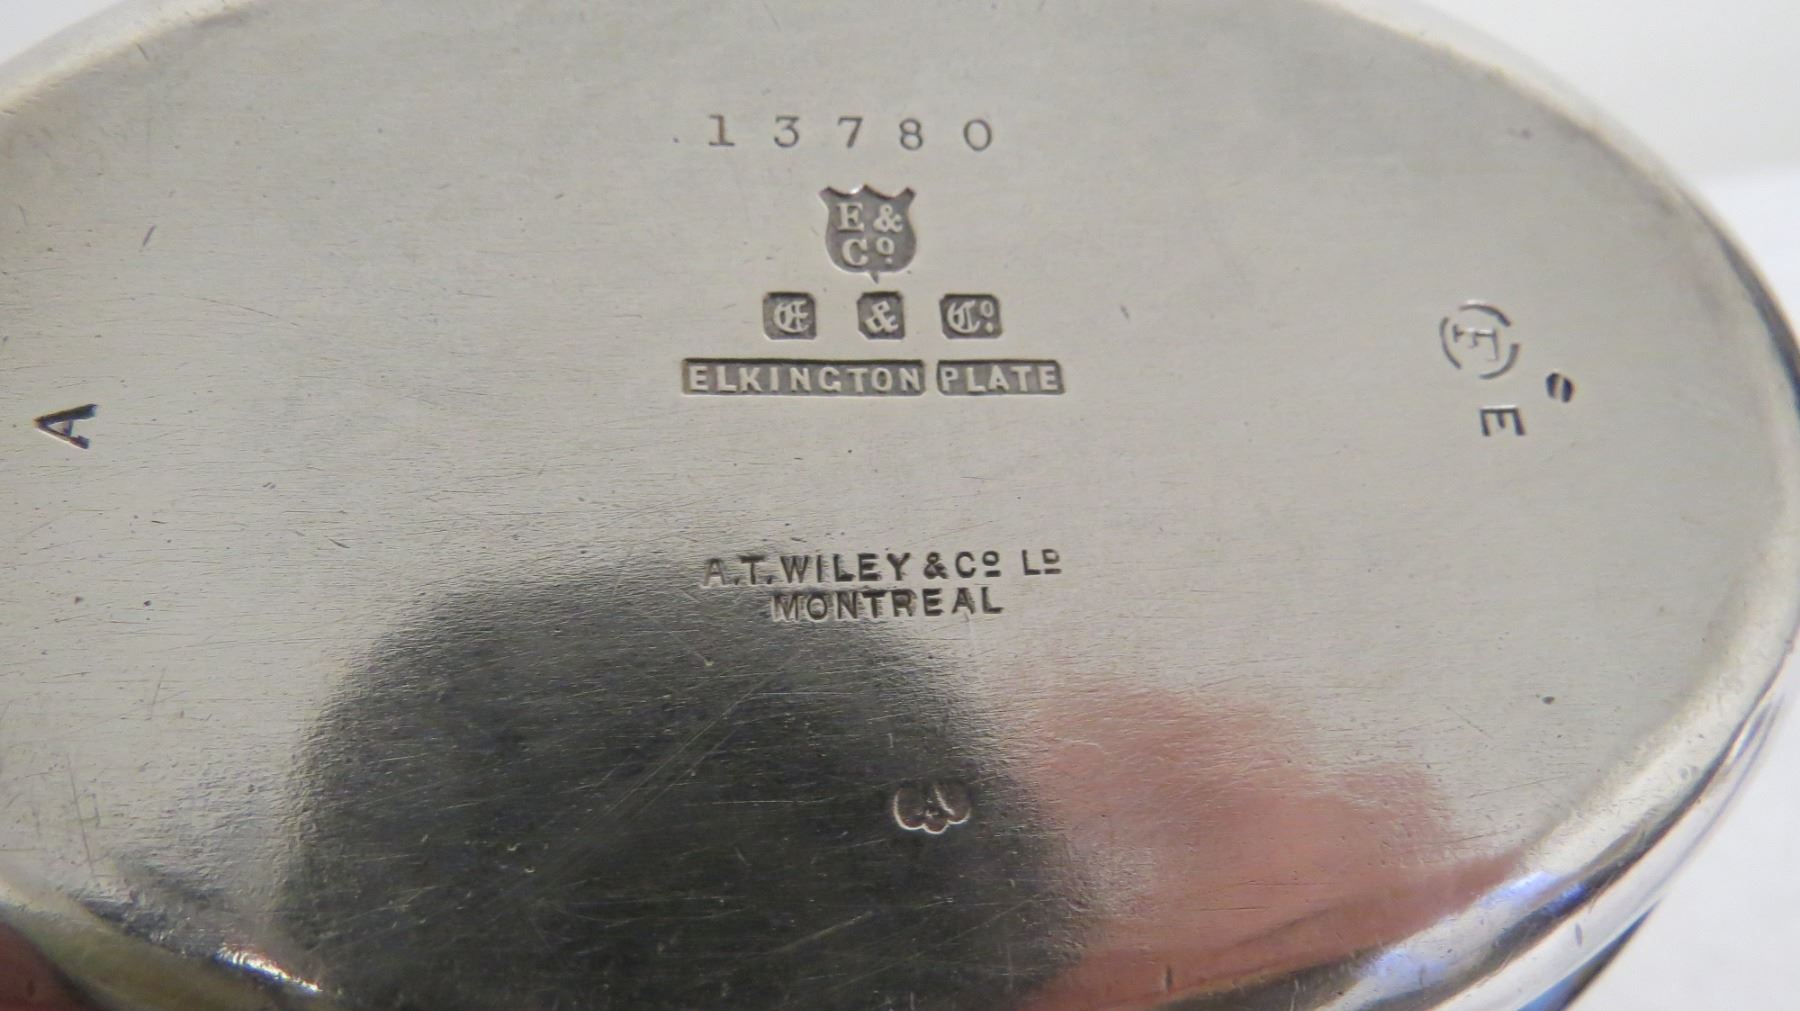 13780
E &
Co
E & Co
ELKINGTON PLATE
A
E
A.T. WILEY & Co LD
MONTREAL